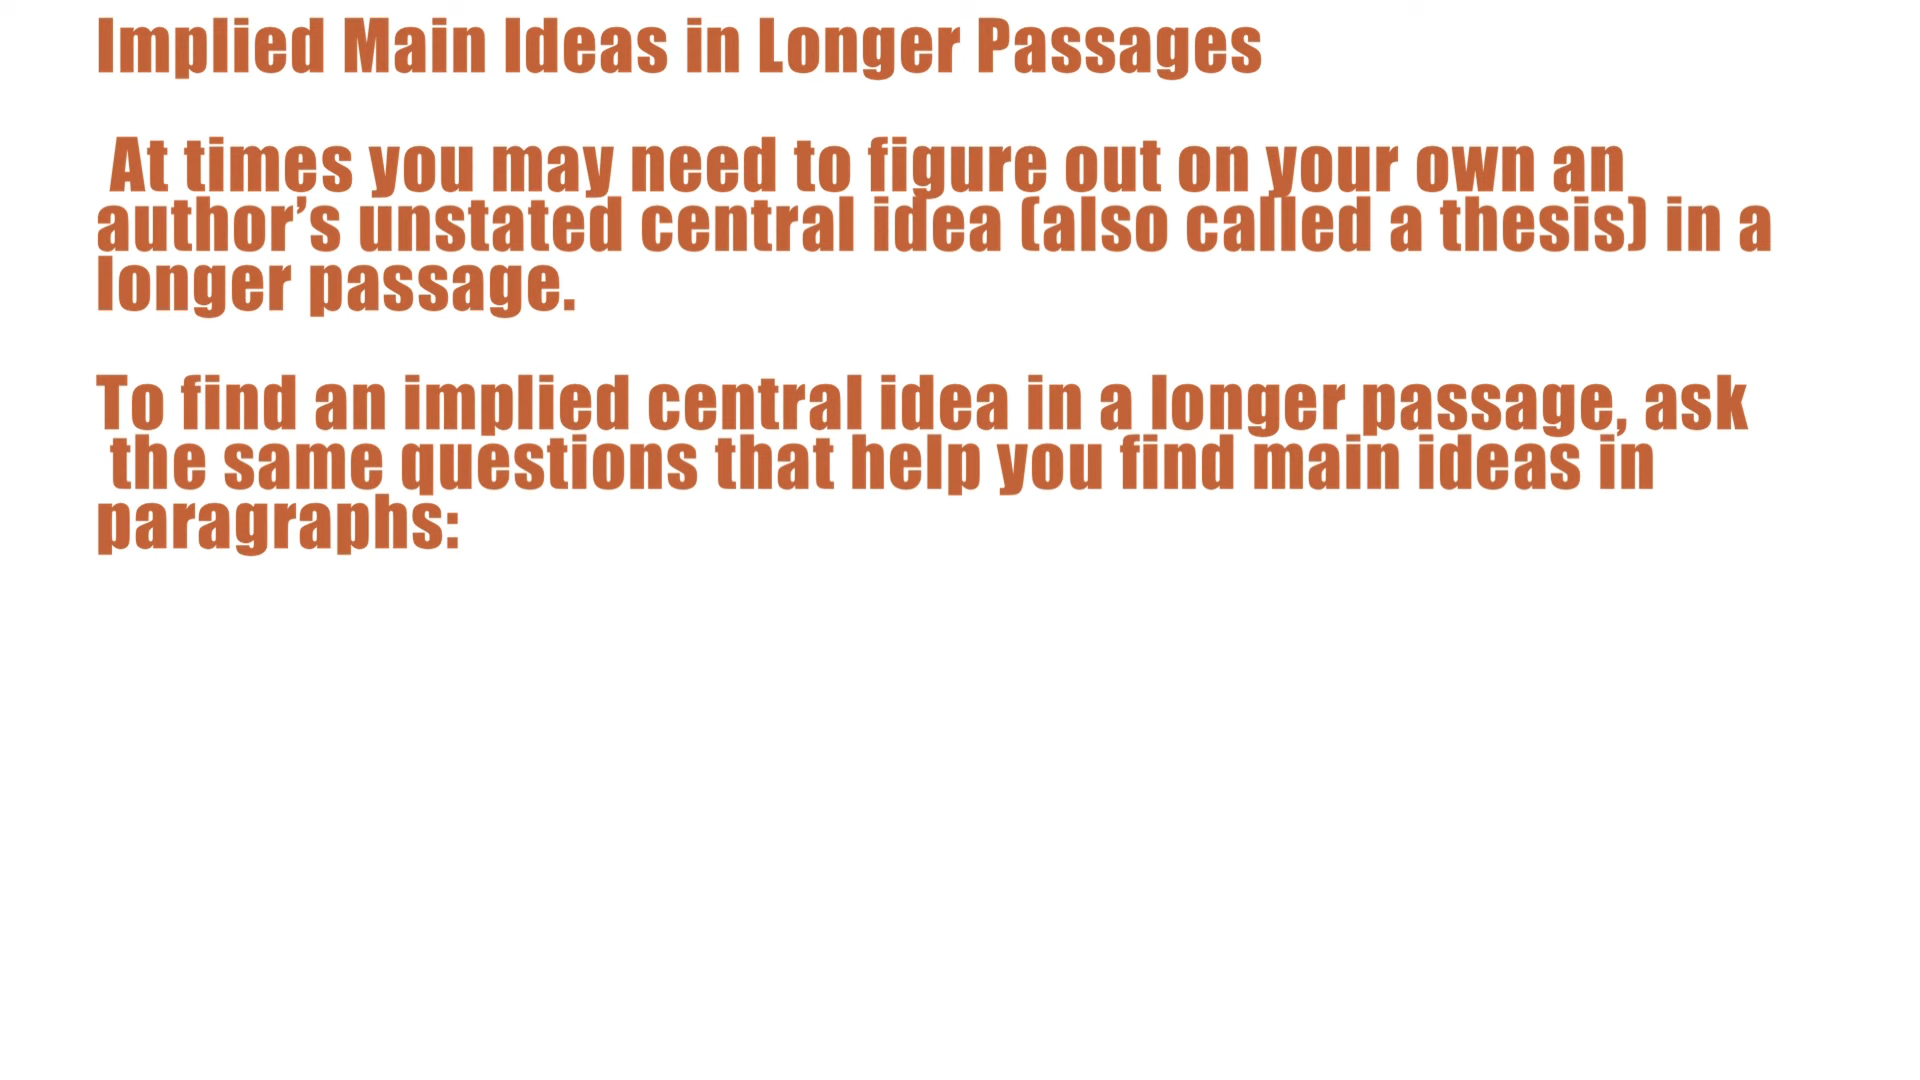 Implied Main Ideas in Longer Passages
At times you may need to figure out on your own an
author’s unstated central idea (also called a thesis) in a
longer passage.
To find an implied central idea in a longer passage, ask
the same questions that help you find main ideas in
paragraphs: